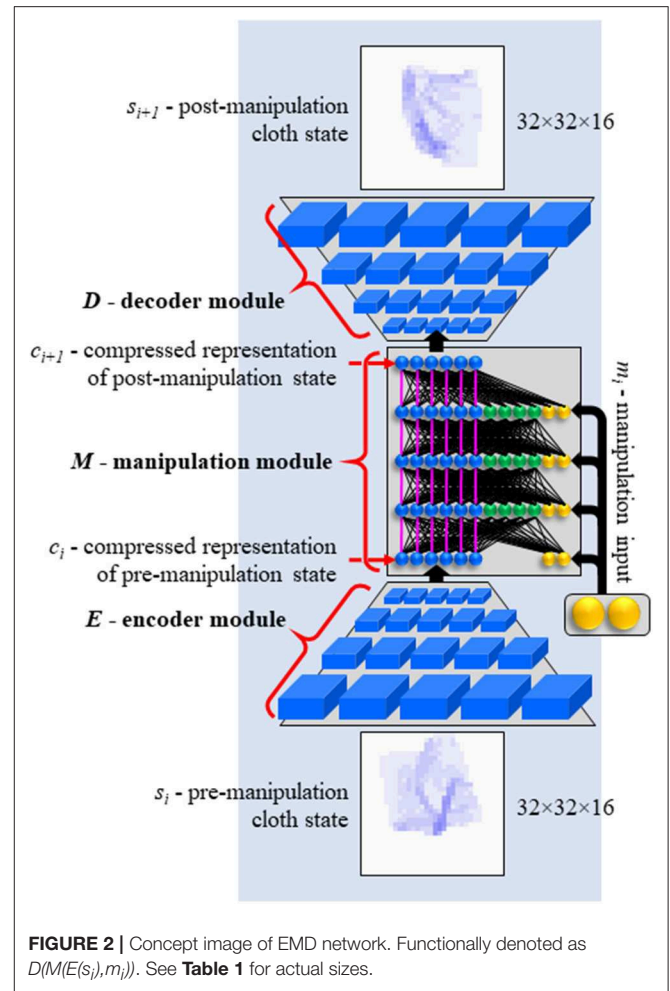 s_{i+1} - post-manipulation
cloth state
32×32×16
D - decoder module
c_{i+1} - compressed representation
of post-manipulation state
M - manipulation module
m_i - manipulation input
c_i - compressed representation
of pre-manipulation state
E - encoder module
s_i - pre-manipulation
cloth state
32×32×16
FIGURE 2 | Concept image of EMD network. Functionally denoted as
D(M(E(s_i),m_i)). See Table 1 for actual sizes.